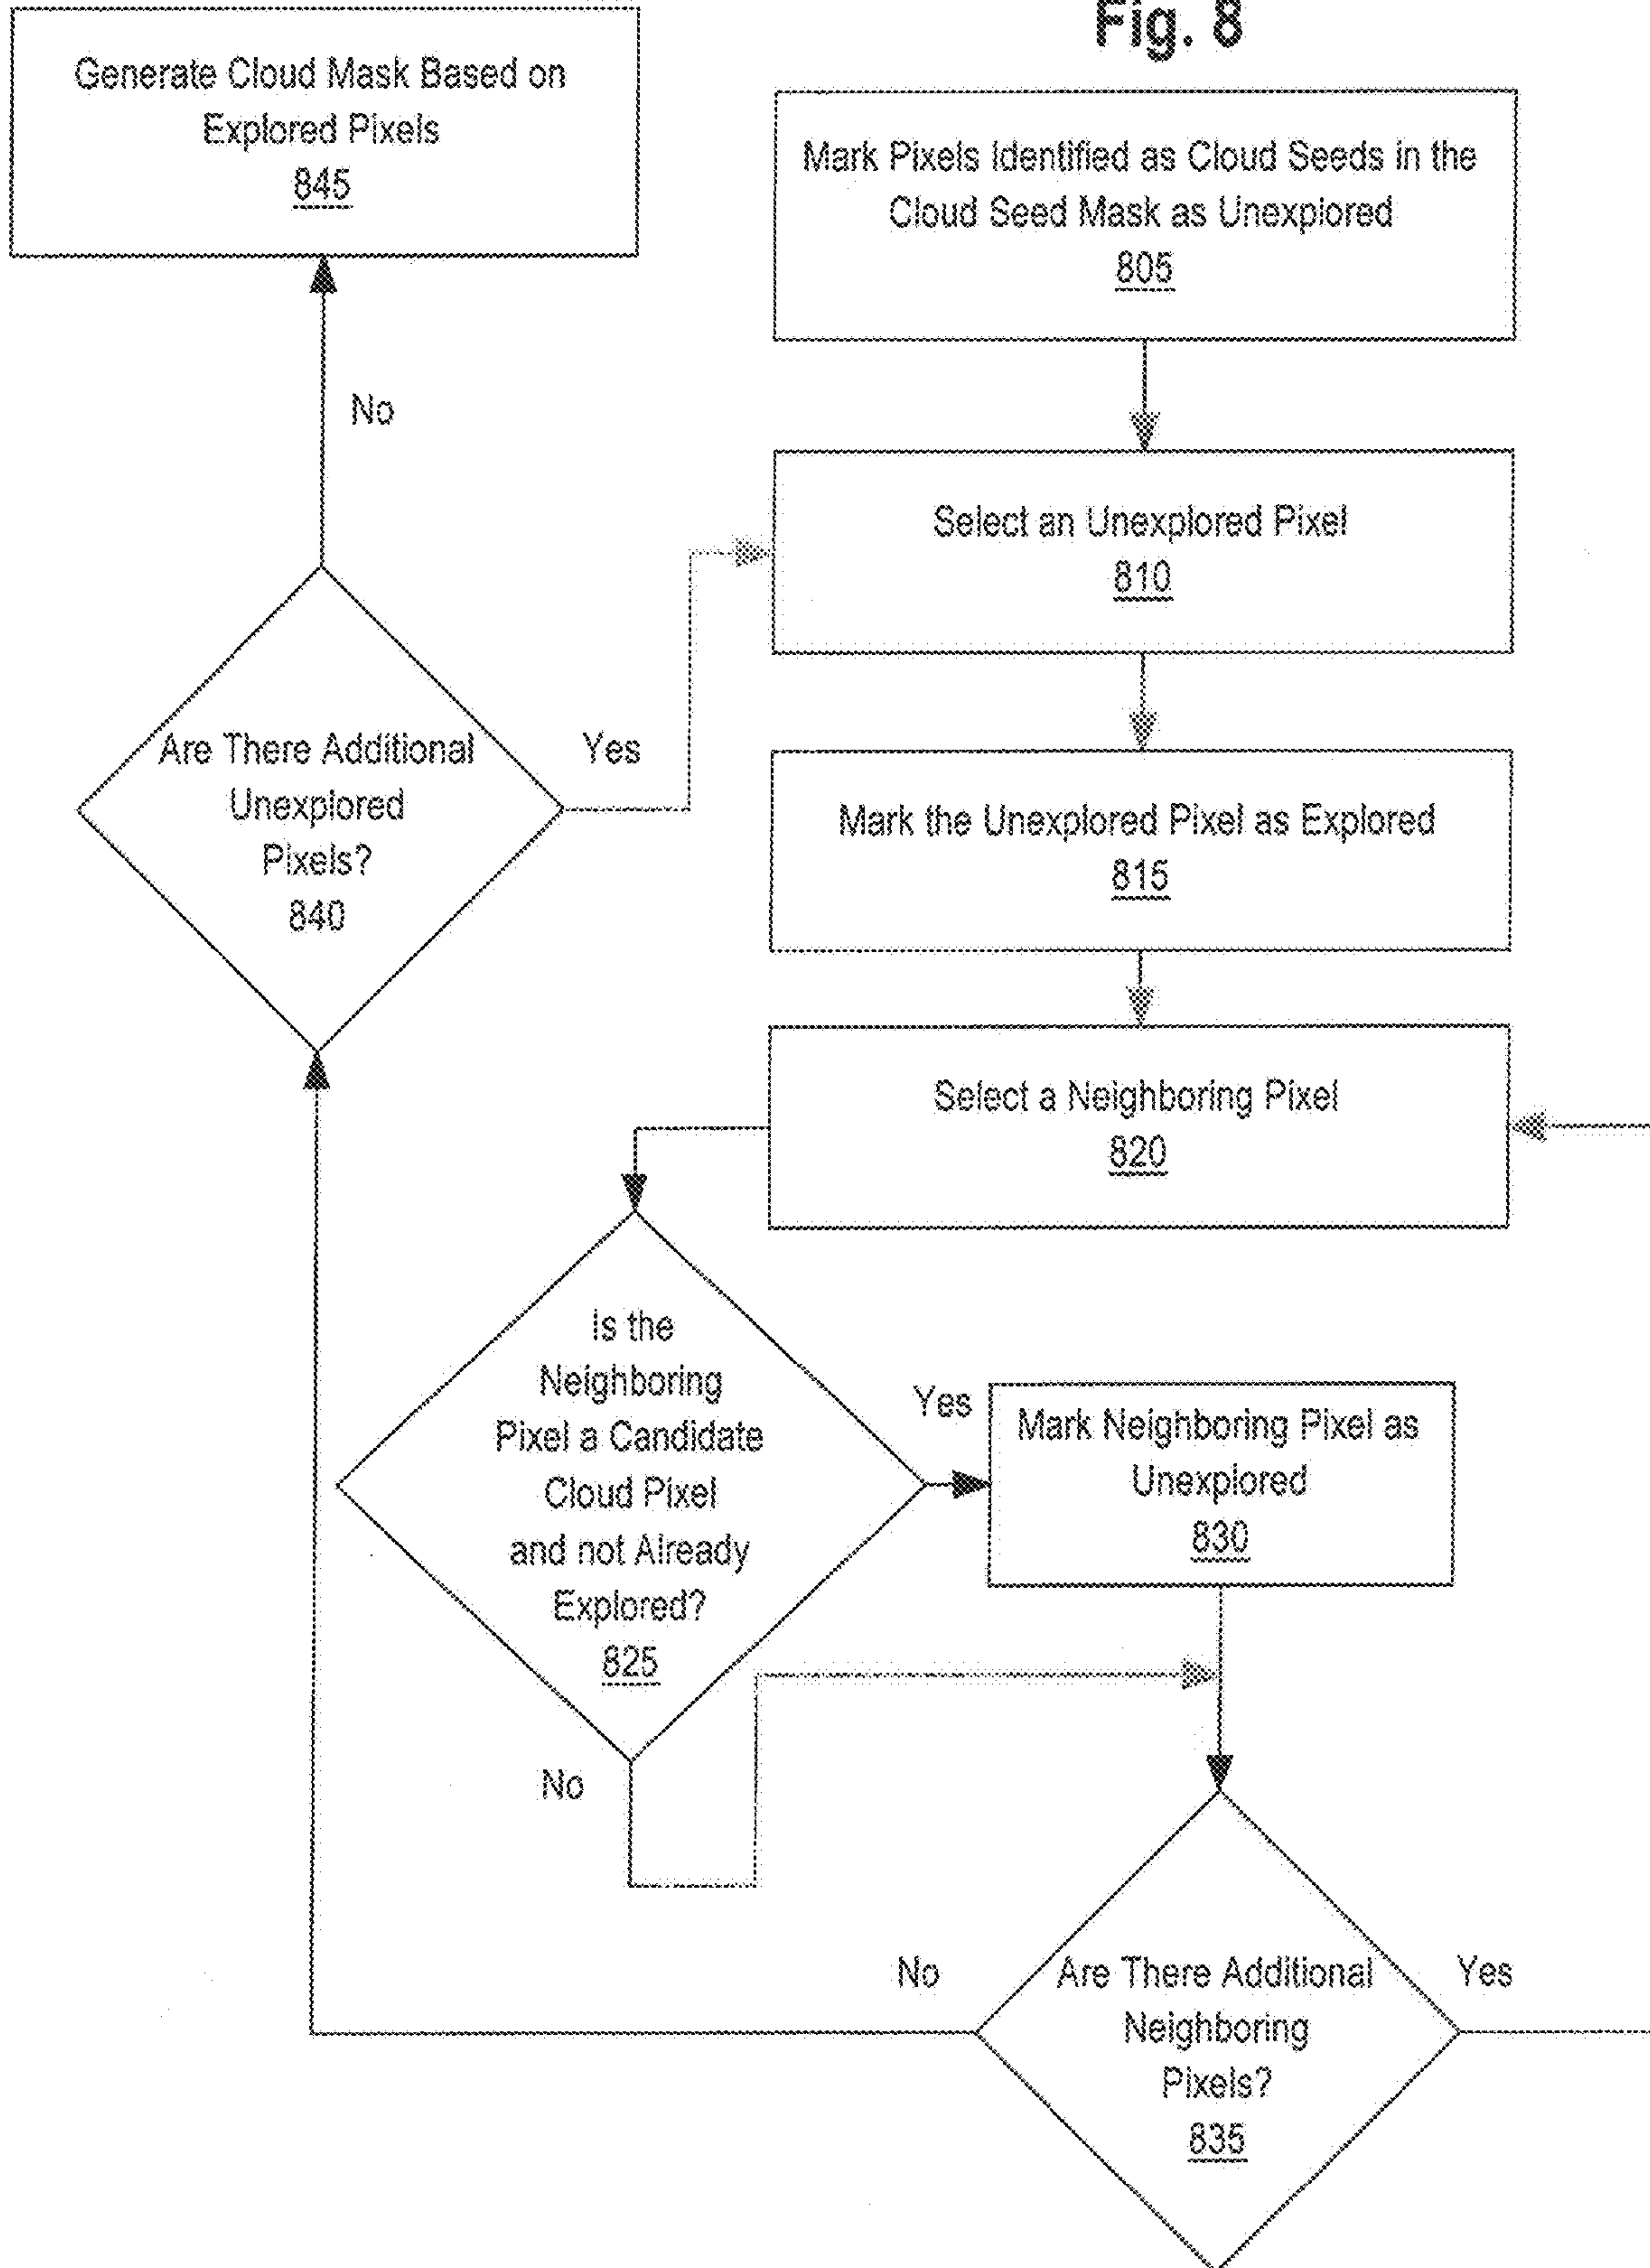 Fig. 8
Generate Cloud Mask Based on
Explored Pixels
845
Mark Pixels Identified as Cloud Seeds in the
Cloud Seed Mask as Unexplored
805
No
Select an Unexplored Pixel
810
Are There Additional
Unexplored
Pixels?
840
Yes
Mark the Unexplored Pixel as Explored
815
Select a Neighboring Pixel
820
Is the
Neighboring
Pixel a Candidate
Cloud Pixel
and not Already
Explored?
825
Yes
Mark Neighboring Pixel as
Unexplored
830
No
No
Are There Additional
Neighboring
Pixels?
835
Yes